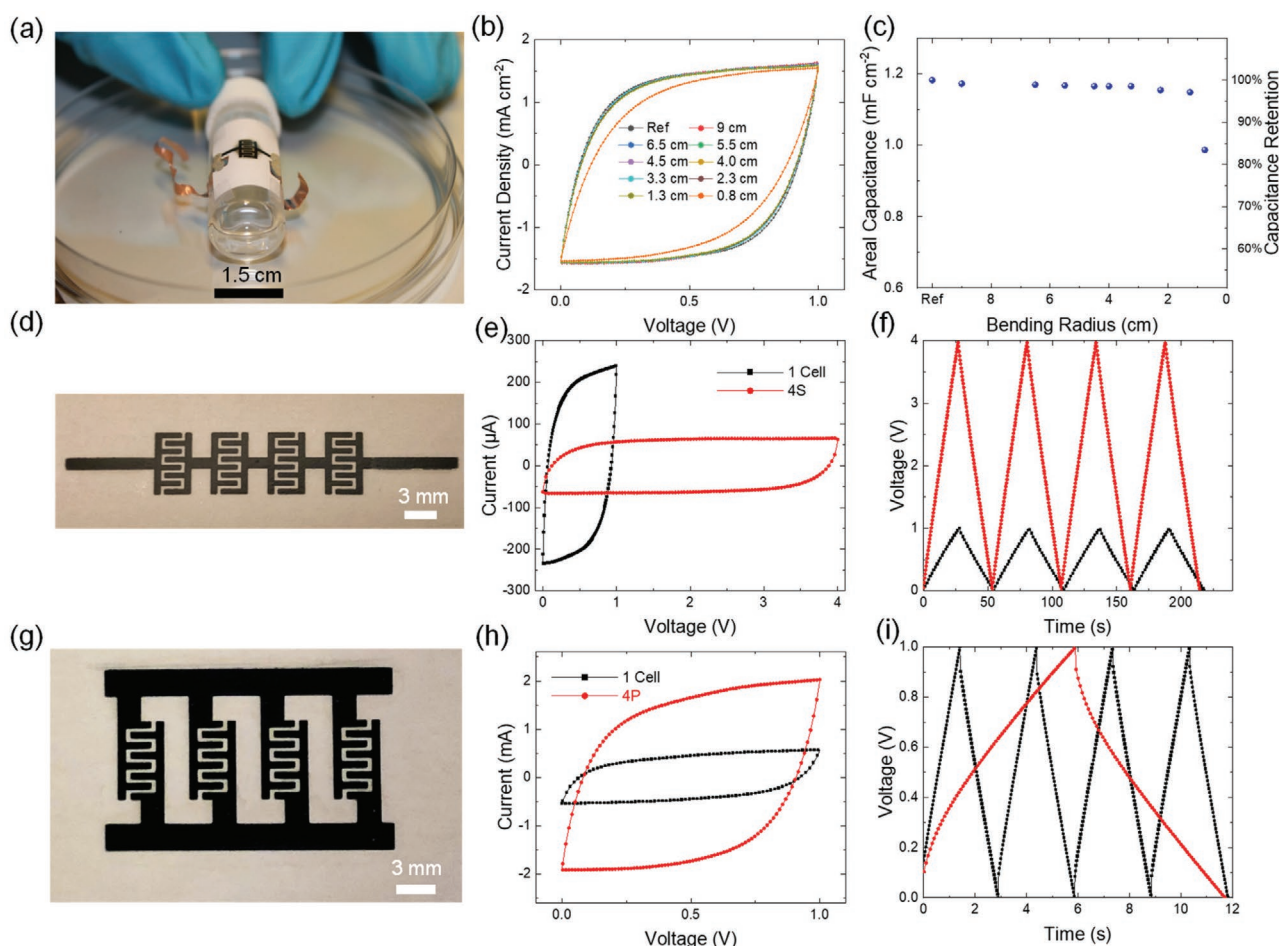 (a)
1.5 cm
(b)
Current Density (mA cm⁻²)
2
1
0
-1
-2
Ref 9 cm
6.5 cm 5.5 cm
4.5 cm 4.0 cm
3.3 cm 2.3 cm
1.3 cm 0.8 cm
0.0 0.5 1.0
Voltage (V)
(c)
Areal Capacitance (mF cm⁻²)
1.2
1.0
0.8
0.6
100%
90%
80%
70%
60%
Capacitance Retention
Ref 8 6 4 2 0
Bending Radius (cm)
(d)
3 mm
(e)
Current (µA)
300
200
100
0
-100
-200
-300
1 Cell
4S
0 1 2 3 4
Voltage (V)
(f)
Voltage (V)
4
3
2
1
0
0 50 100 150 200
Time (s)
(g)
3 mm
(h)
Current (mA)
2
1
0
-1
-2
1 Cell
4P
0.0 0.5 1.0
Voltage (V)
(i)
Voltage (V)
1.0
0.8
0.6
0.4
0.2
0.0
0 2 4 6 8 10 12
Time (s)